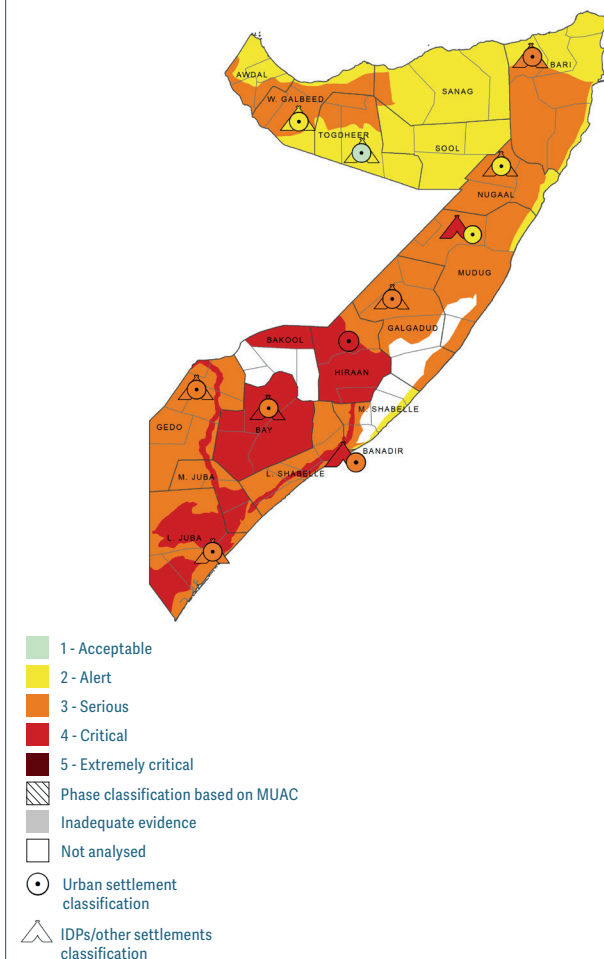 BARI
AWDAL
SANAG
W. GALBEED
TOGDHEER
SOOL
NUGAAL
MUDUG
GALGADUD
BAKOOL
HIRAAN
M. SHABELLE
GEDO
BAY
BANADIR
M. JUBA
L. SHABELLE
L. JUBA
1 - Acceptable
2 - Alert
3 - Serious
4 - Critical
5 - Extremely critical
Phase classification based on MUAC
Inadequate evidence
Not analysed
Urban settlement
classification
IDPs/other settlements
classification